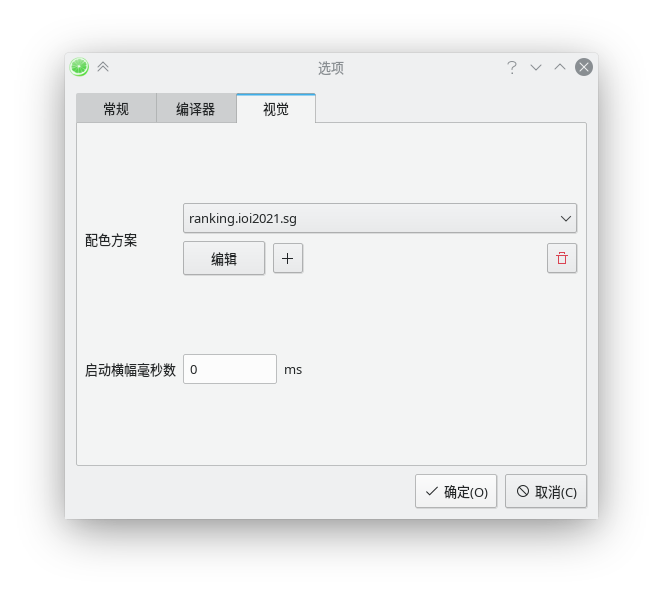 选项
常规
编译器
视觉
ranking.ioi2021.sg
配色方案
编辑
启动横幅毫秒数
0
ms
确定(O)
取消(C)